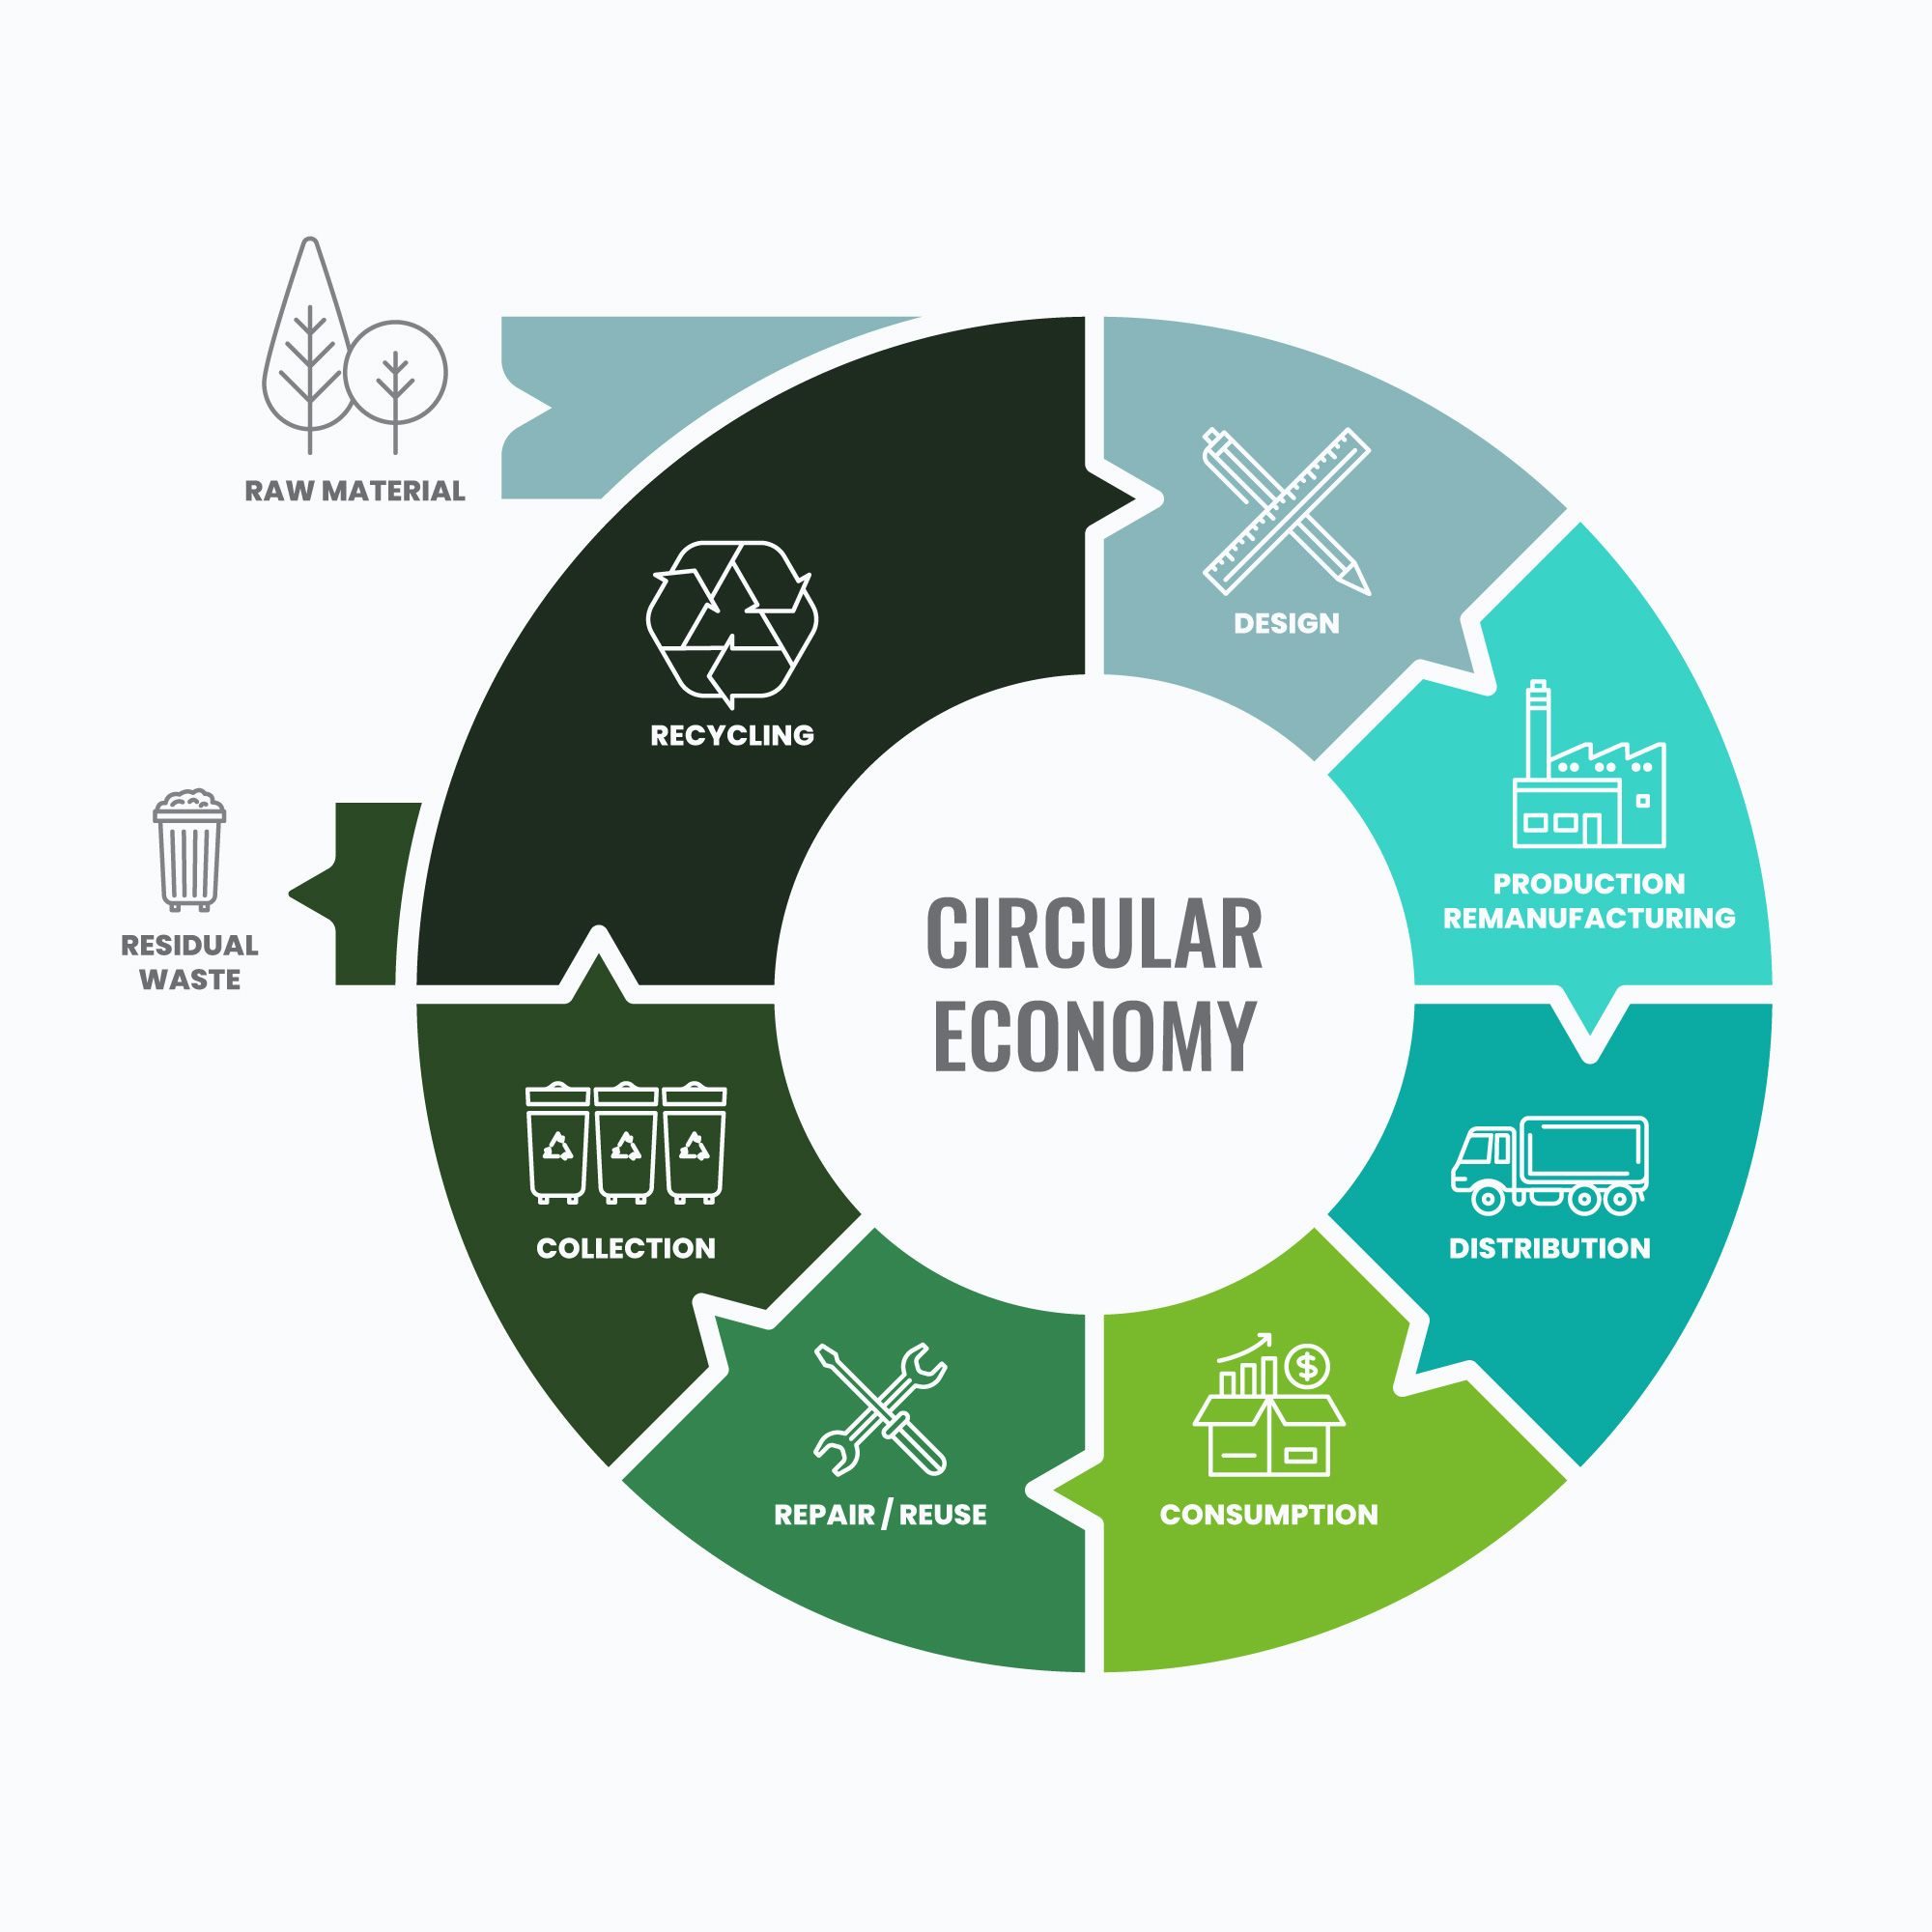 RAW MATERIAL
DESIGN
RECYCLING
PRODUCTION
REMANUFACTURING
RESIDUAL
WASTE
CIRCULAR
ECONOMY
COLLECTION
DISTRIBUTION
$
REPAIR / REUSE
CONSUMPTION